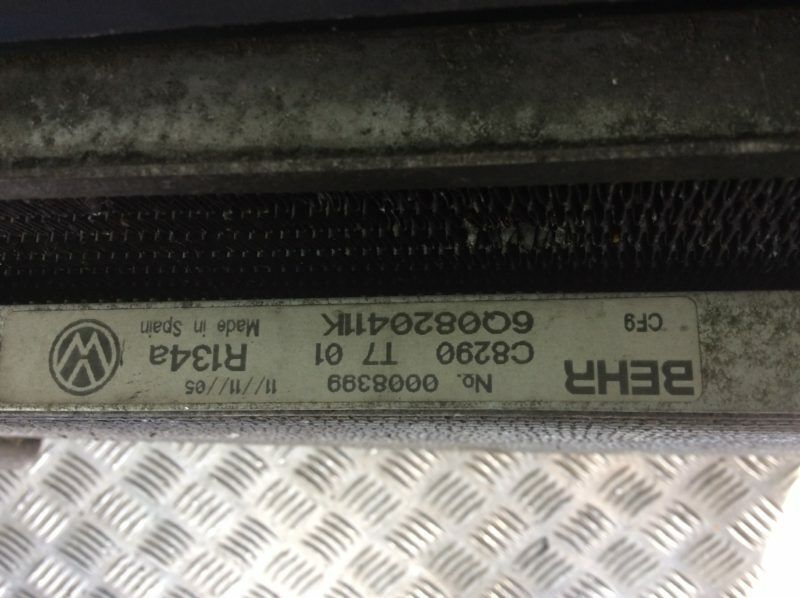 BEHR No. 0008399 11//11//05
C8290 T7 01 R134a
CF9 6Q0820411K Made in Spain